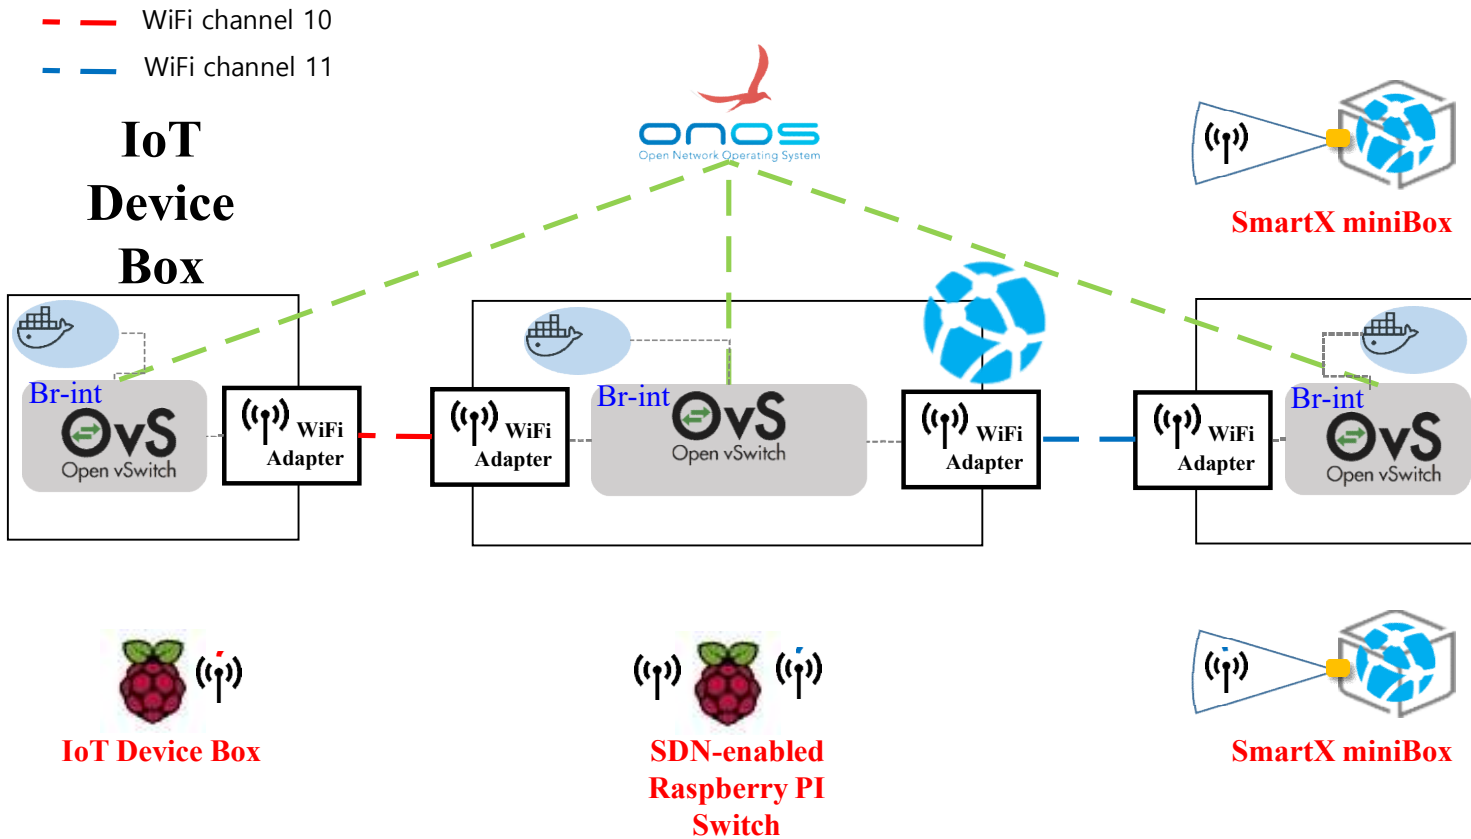 WiFi channel 10
WiFi channel 11
IoT
Device
Box
onos
Open Network Operating System
SmartX miniBox
Br-int
OvS
Open vSwitch
WiFi
Adapter
WiFi
Adapter
Br-int
OvS
Open vSwitch
WiFi
Adapter
WiFi
Adapter
Br-int
OvS
Open vSwitch
IoT Device Box
SDN-enabled
Raspberry PI
Switch
SmartX miniBox